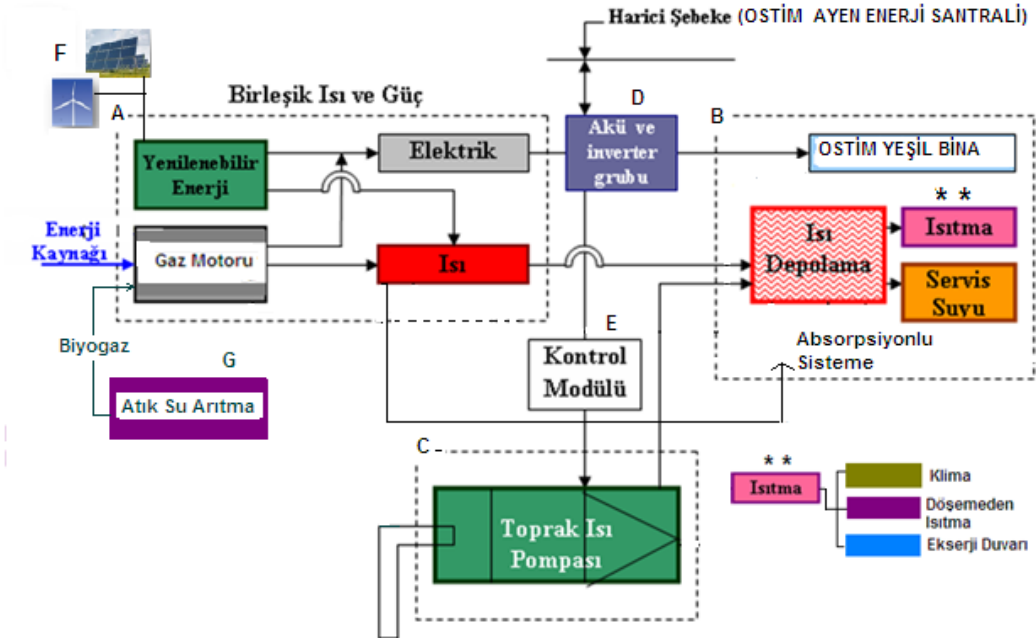 Harici Şebeke (OSTİM AYEN ENERJİ SANTRALİ)
F
Birleşik Isı ve Güç
A
D
B
Yenilenebilir
Enerji
Elektrik
Akü ve
inverter
grubu
OSTİM YEŞİL BİNA
* *
Enerji
Kaynağı
Gaz Motoru
Isı
Isı
Depolama
Isıtma
Servis
Suyu
Biyogaz
G
E
Kontrol
Modülü
Absorpsiyonlu
Sisteme
Atık Su Arıtma
C
Toprak Isı
Pompası
* *
Isıtma
Klima
Döşemeden
Isıtma
Ekserji Duvarı